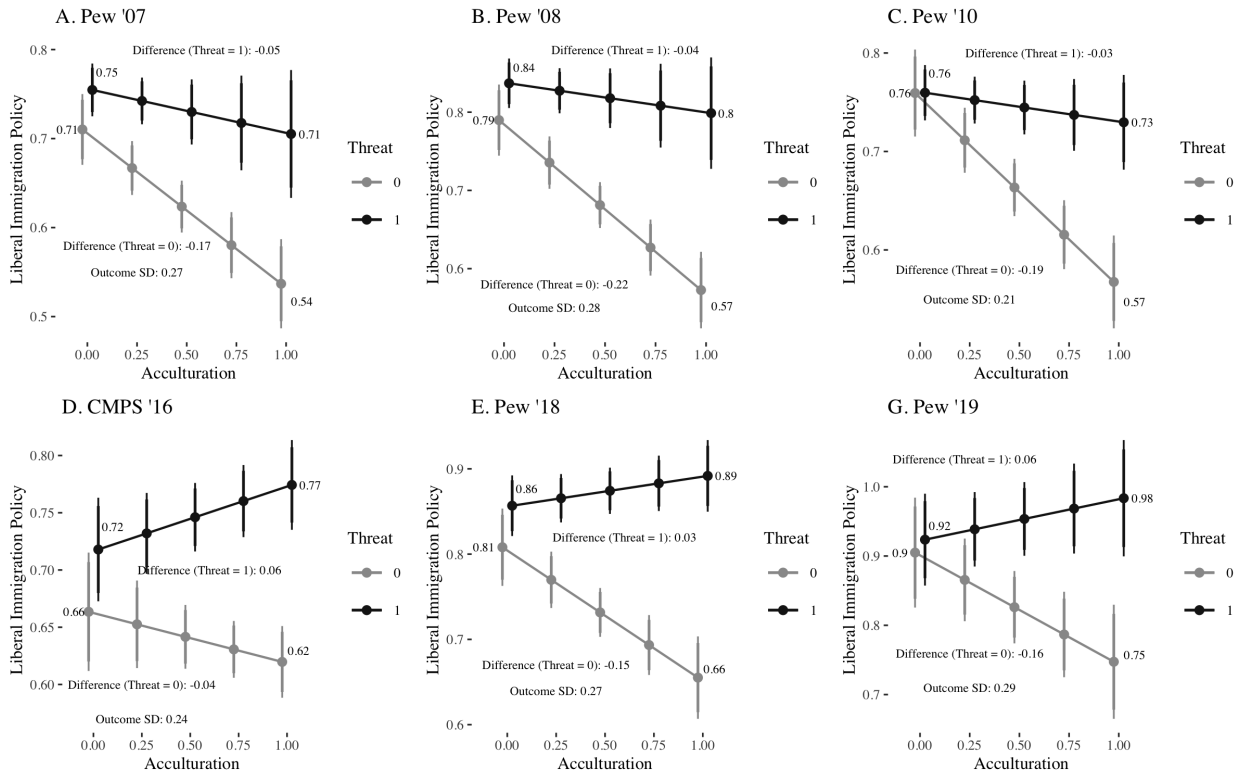 A. Pew '07
Difference (Threat = 1): -0.05
0.8
0.75
0.71
0.7
0.71
0.6
Difference (Threat = 0): -0.17
Outcome SD: 0.27
0.54
0.5
0.00 0.25 0.50 0.75 1.00
Acculturation
Liberal Immigration Policy
Threat
0
1
B. Pew '08
Difference (Threat = 1): -0.04
0.84
0.8
0.79
0.8
0.7
0.6
Difference (Threat = 0): -0.22
Outcome SD: 0.28
0.57
0.00 0.25 0.50 0.75 1.00
Acculturation
Liberal Immigration Policy
Threat
0
1
C. Pew '10
Difference (Threat = 1): -0.03
0.8
0.76
0.76
0.73
0.7
0.6
Difference (Threat = 0): -0.19
Outcome SD: 0.21
0.57
0.00 0.25 0.50 0.75 1.00
Acculturation
Liberal Immigration Policy
Threat
0
1
D. CMPS '16
0.80
0.77
0.75
0.72
0.70
Difference (Threat = 1): 0.06
0.66
0.65
0.62
0.60
Difference (Threat = 0): -0.04
Outcome SD: 0.24
0.00 0.25 0.50 0.75 1.00
Acculturation
Liberal Immigration Policy
Threat
0
1
E. Pew '18
0.9
0.86
0.89
Difference (Threat = 1): 0.03
0.81
0.8
0.7
Difference (Threat = 0): -0.15
0.66
Outcome SD: 0.27
0.6
0.00 0.25 0.50 0.75 1.00
Acculturation
Liberal Immigration Policy
Threat
0
1
G. Pew '19
Difference (Threat = 1): 0.06
1.0
0.98
0.92
0.9
0.9
0.8
Difference (Threat = 0): -0.16
0.75
Outcome SD: 0.29
0.7
0.00 0.25 0.50 0.75 1.00
Acculturation
Liberal Immigration Policy
Threat
0
1